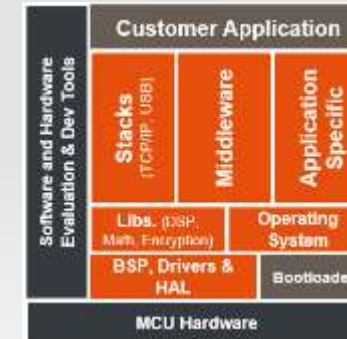 Customer Application
Software and Hardware
Evaluation & Dev Tools
Stacks
(TCP/IP, USB)
Middleware
Application
Specific
Libs. (DSP,
Math, Encryption)
Operating
System
BSP, Drivers &
HAL
Bootloader
MCU Hardware